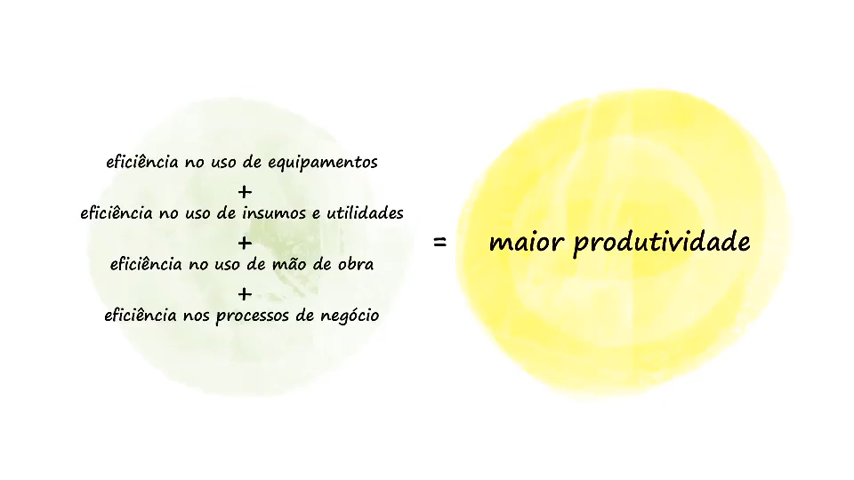 eficiência no uso de equipamentos
+
eficiência no uso de insumos e utilidades
+
eficiência no uso de mão de obra
+
eficiência nos processos de negócio
=
maior produtividade